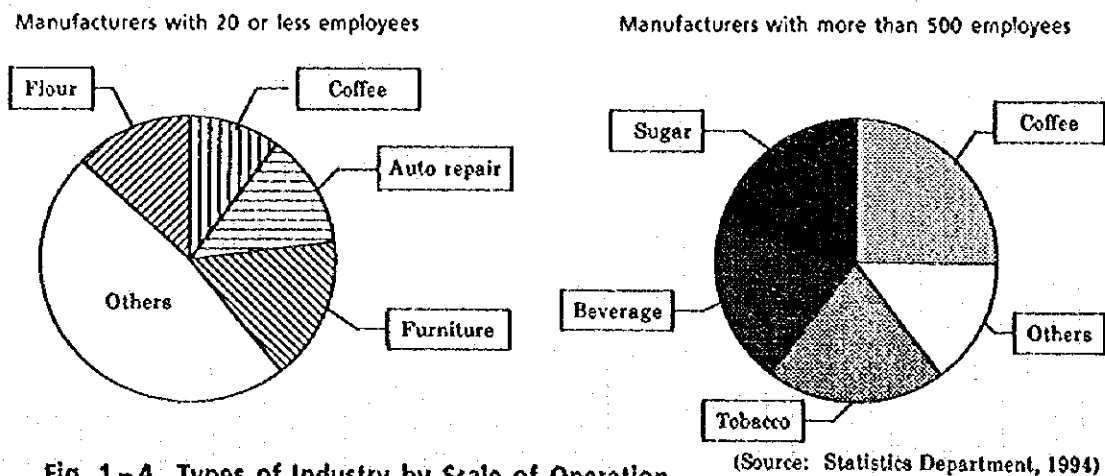 Manufacturers with 20 or less employees
Manufacturers with more than 500 employees
Flour
Coffee
Auto repair
Furniture
Others
Sugar
Coffee
Beverage
Others
Tobacco
(Source: Statistics Department, 1994)
Fig. 1-4 Types of Industry by Scale of Operation